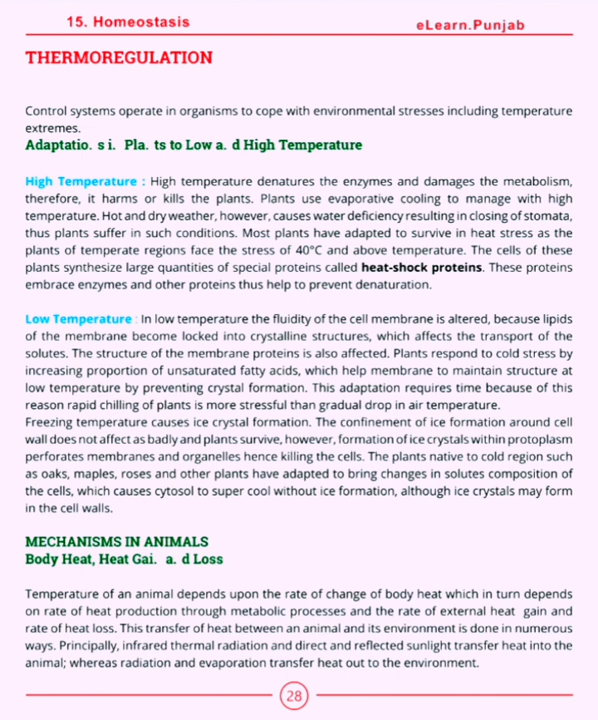 15. Homeostasis
eLearn.Punjab
THERMOREGULATION
Control systems operate in organisms to cope with environmental stresses including temperature
extremes.
Adaptatio. s i. Pla. ts to Low a. d High Temperature
High Temperature : High temperature denatures the enzymes and damages the metabolism,
therefore, it harms or kills the plants. Plants use evaporative cooling to manage with high
temperature. Hot and dry weather, however, causes water deficiency resulting in closing of stomata,
thus plants suffer in such conditions. Most plants have adapted to survive in heat stress as the
plants of temperate regions face the stress of 40°C and above temperature. The cells of these
plants synthesize large quantities of special proteins called heat-shock proteins. These proteins
embrace enzymes and other proteins thus help to prevent denaturation.
Low Temperature : In low temperature the fluidity of the cell membrane is altered, because lipids
of the membrane become locked into crystalline structures, which affects the transport of the
solutes. The structure of the membrane proteins is also affected. Plants respond to cold stress by
increasing proportion of unsaturated fatty acids, which help membrane to maintain structure at
low temperature by preventing crystal formation. This adaptation requires time because of this
reason rapid chilling of plants is more stressful than gradual drop in air temperature.
Freezing temperature causes ice crystal formation. The confinement of ice formation around cell
wall does not affect as badly and plants survive, however, formation of ice crystals within protoplasm
perforates membranes and organelles hence killing the cells. The plants native to cold region such
as oaks, maples, roses and other plants have adapted to bring changes in solutes composition of
the cells, which causes cytosol to super cool without ice formation, although ice crystals may form
in the cell walls.
MECHANISMS IN ANIMALS
Body Heat, Heat Gai. a. d Loss
Temperature of an animal depends upon the rate of change of body heat which in turn depends
on rate of heat production through metabolic processes and the rate of external heat gain and
rate of heat loss. This transfer of heat between an animal and its environment is done in numerous
ways. Principally, infrared thermal radiation and direct and reflected sunlight transfer heat into the
animal; whereas radiation and evaporation transfer heat out to the environment.
28